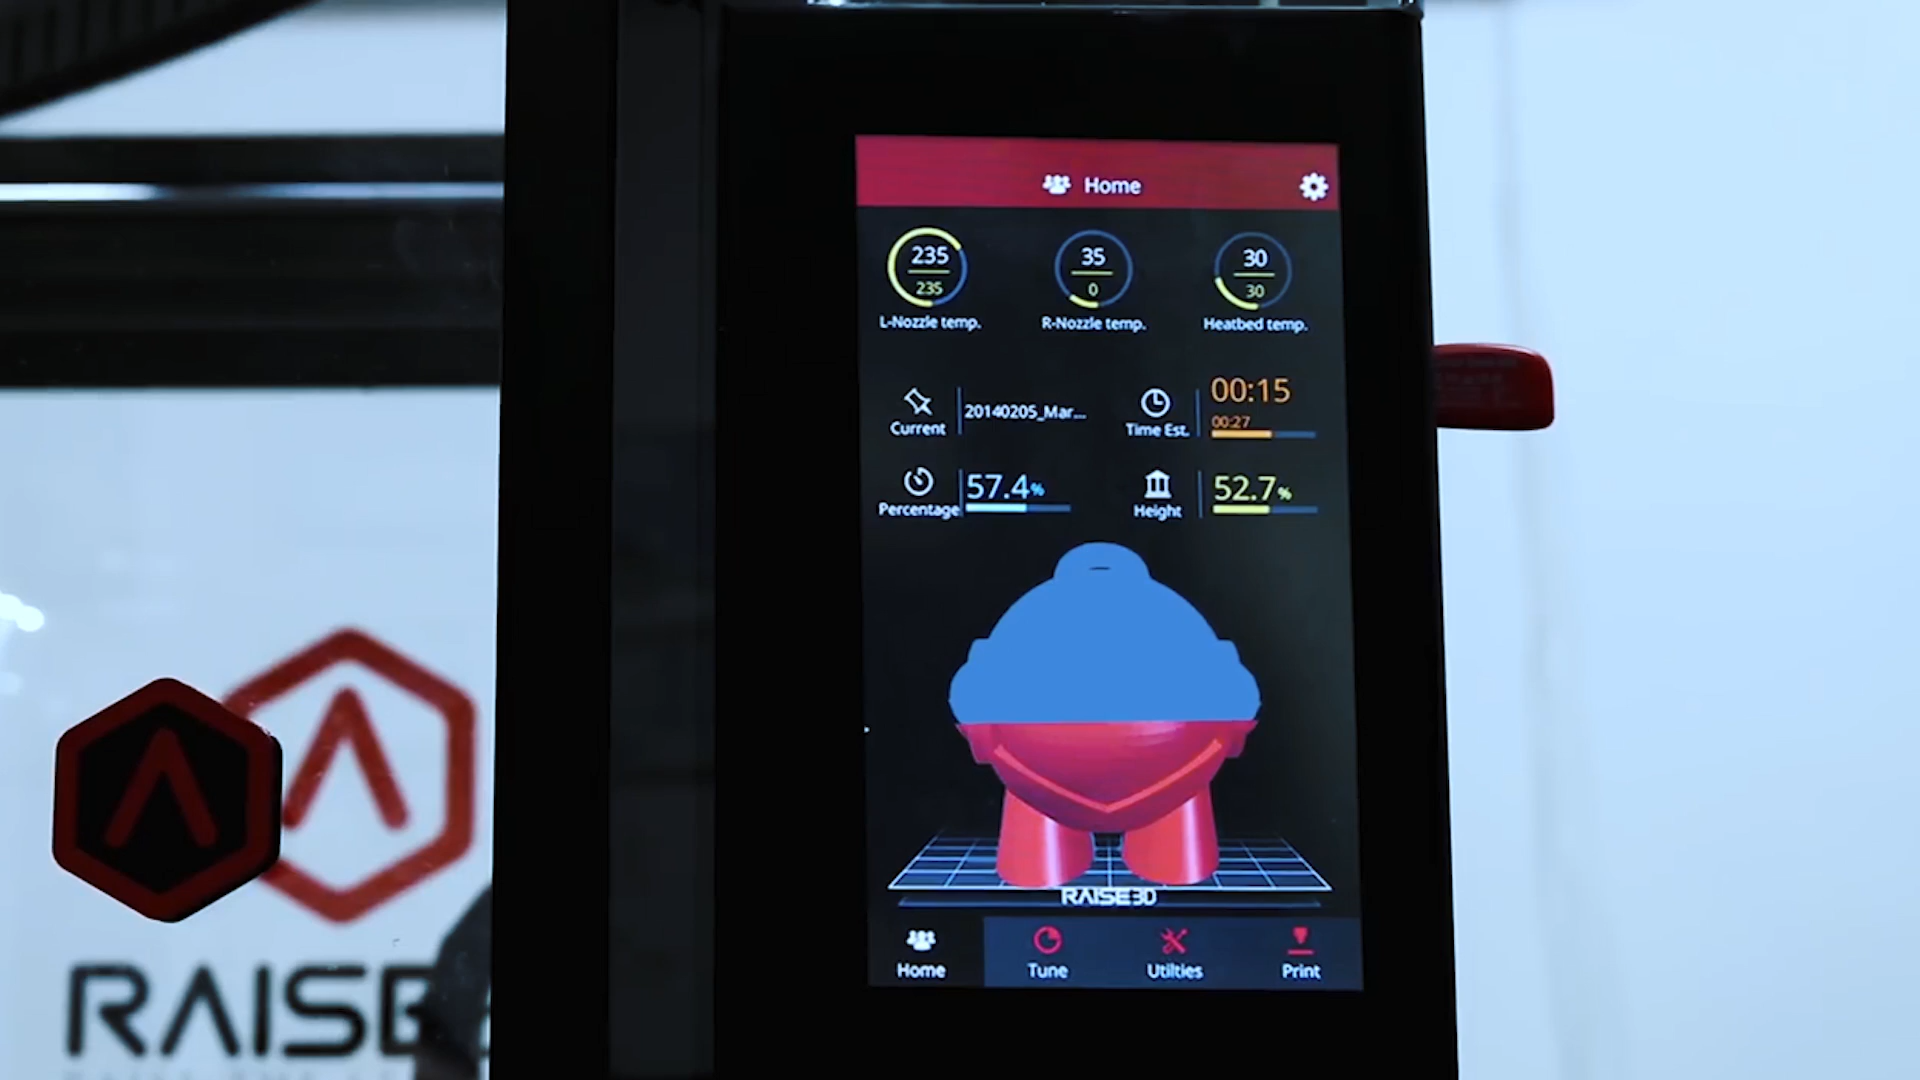 Home
235
235
L-Nozzle temp.
35
0
R-Nozzle temp.
30
30
Heatbed temp.
Current
20140205_Mar...
Time Est.
00:15
00:27
Percentage
57.4%
Height
52.7%
RAISE3D
Home
Tune
Utilties
Print
RAISE